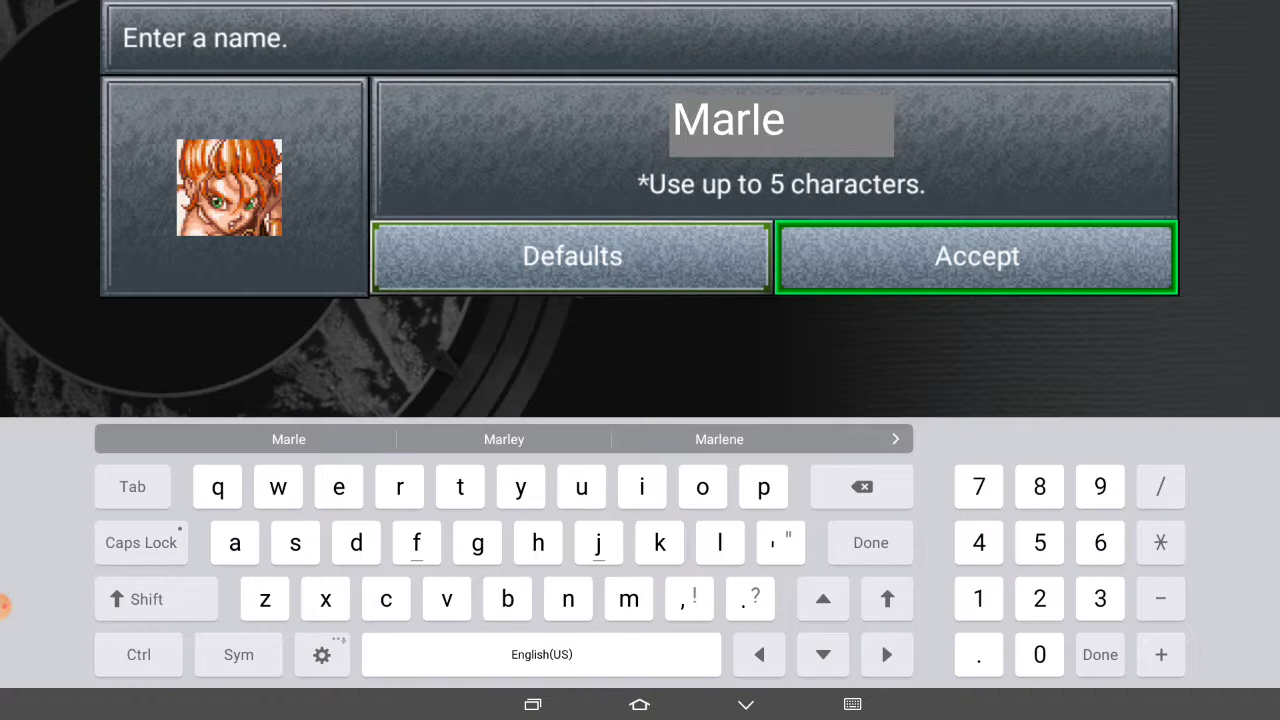 Enter a name.
Marle
*Use up to 5 characters.
Defaults Accept
Marle Marley Marlene >
Tab q w e r t y u i o p 7 8 9 /
Caps Lock a s d f g h j k l ' " Done 4 5 6 *
Shift z x c v b n m , ! . ? 1 2 3 -
Ctrl Sym English(US) . 0 Done +